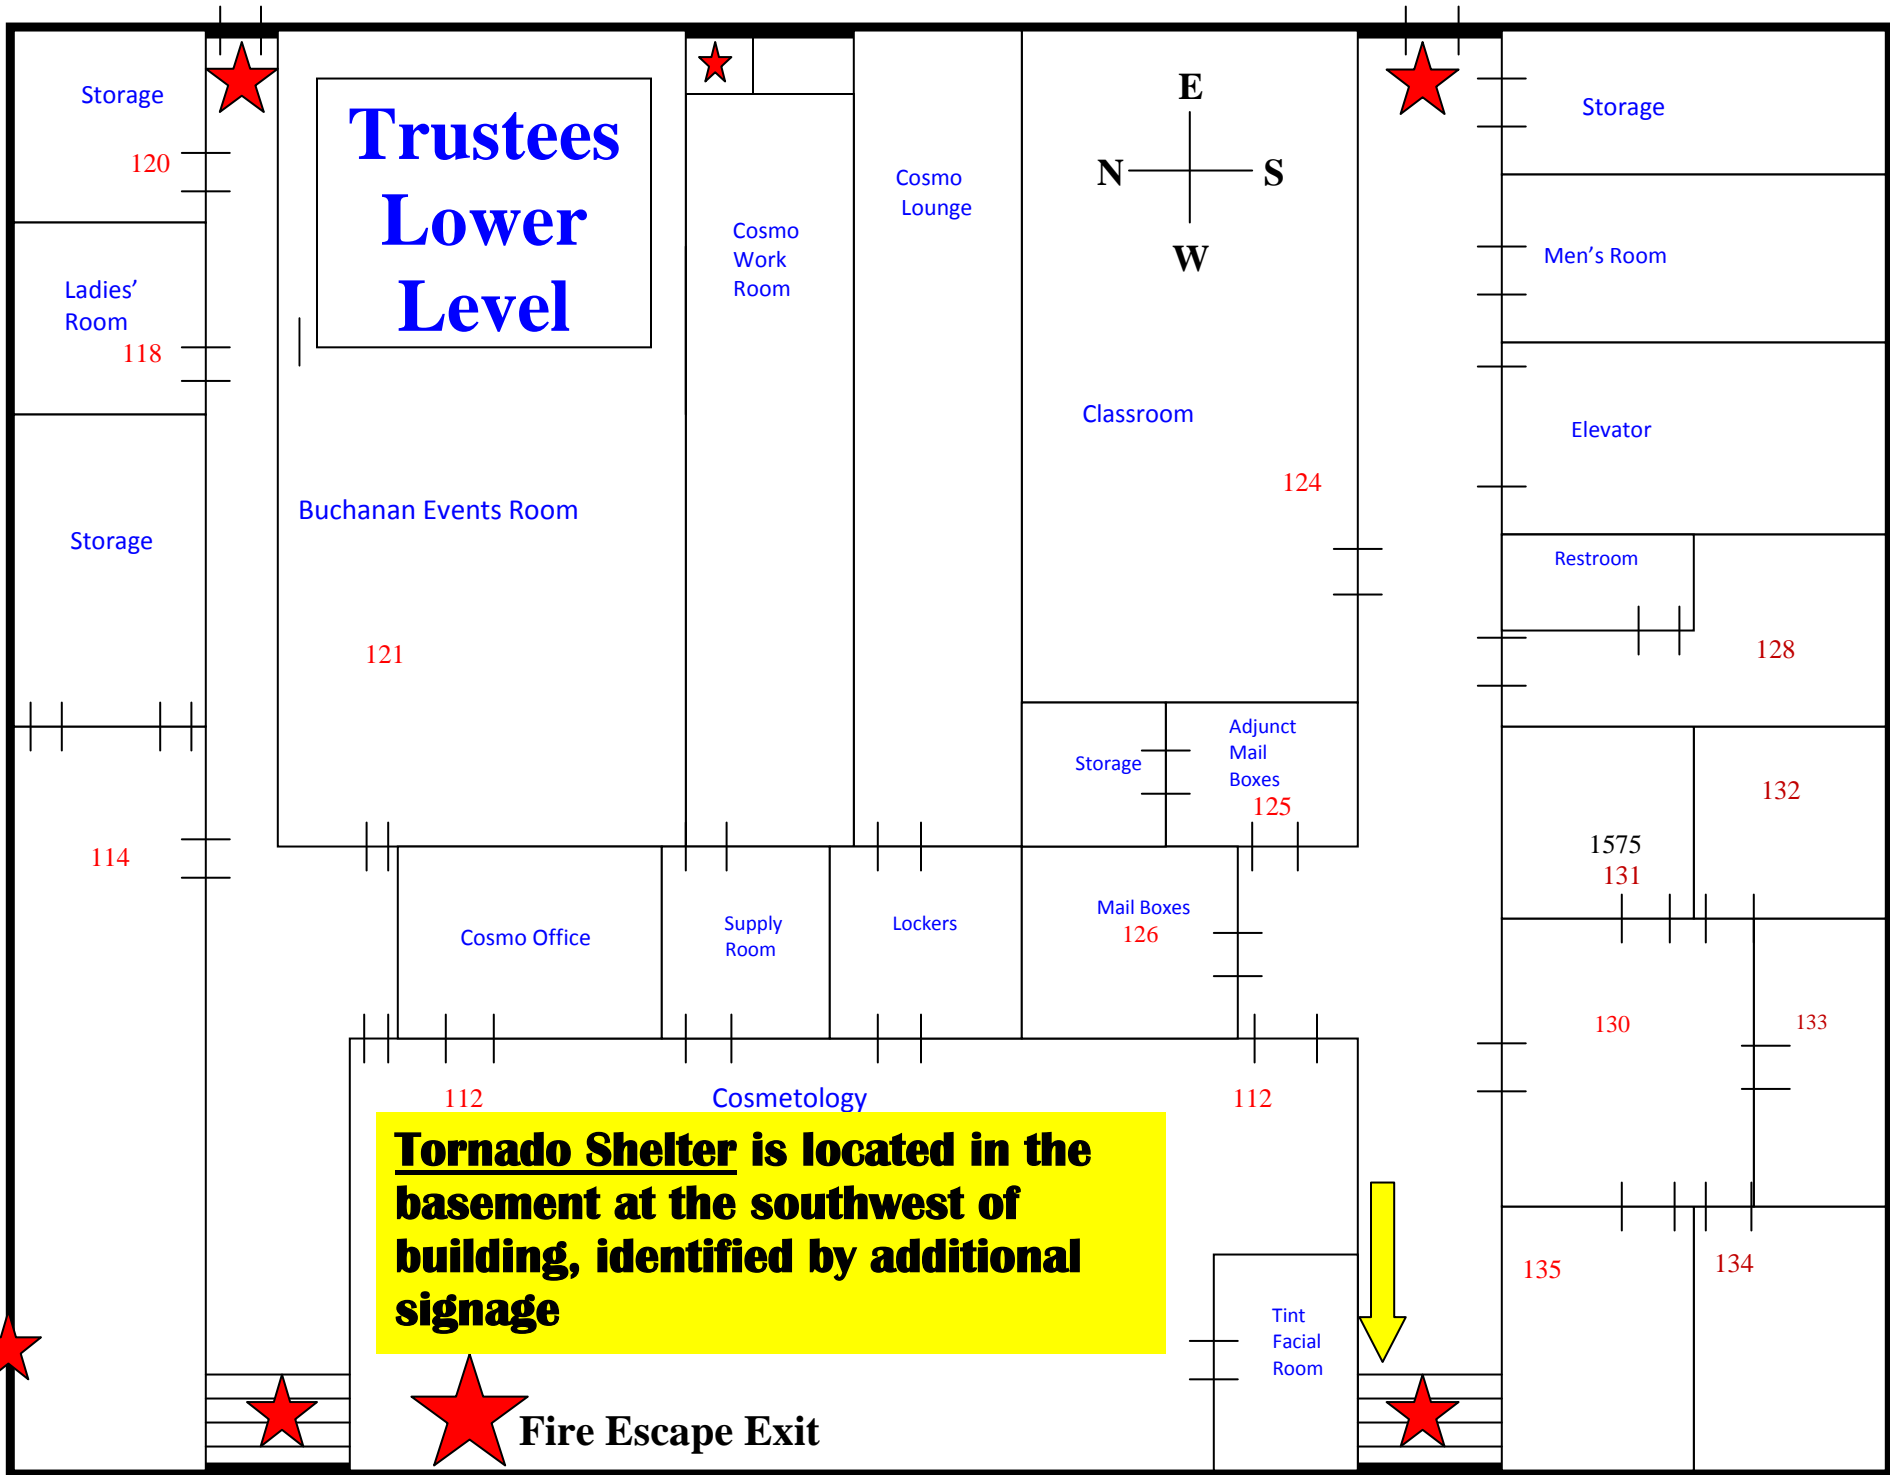 Storage
120
Ladies'
Room
118
Storage
114
Trustees
Lower
Level
Buchanan Events Room
121
Cosmo
Work
Room
Cosmo
Lounge
E
N
S
W
Classroom
124
Storage
Adjunct
Mail
Boxes
125
Storage
Men's Room
Elevator
Restroom
128
132
1575
131
130
133
135
134
Cosmo Office
Supply
Room
Lockers
Mail Boxes
126
112
Cosmetology
112
Tornado Shelter is located in the
basement at the southwest of
building, identified by additional
signage
Tint
Facial
Room
Fire Escape Exit